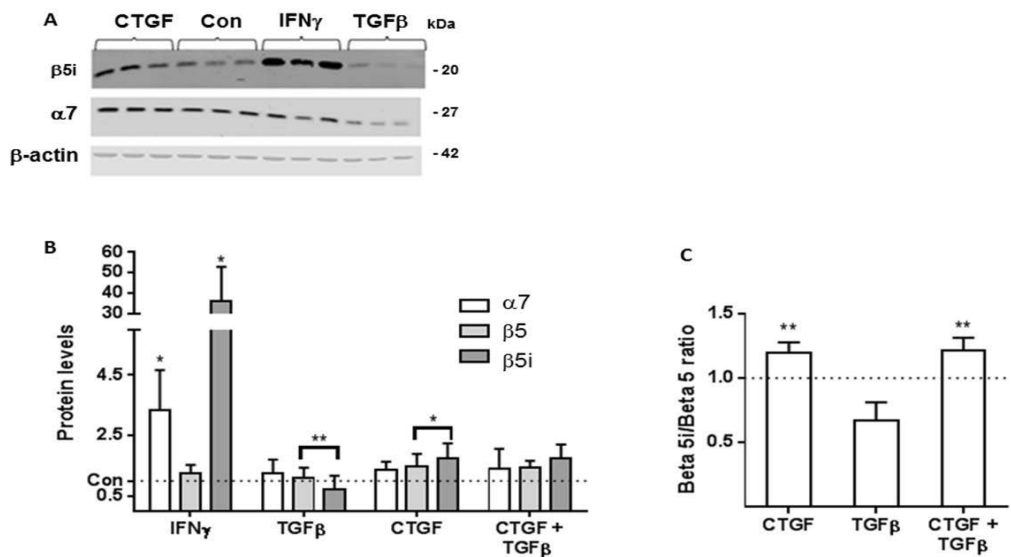 A
CTGF Con IFNγ TGFβ kDa
β5i - 20
α7 - 27
β-actin - 42
B
Protein levels
60
50
40
30
4.5
2.5
Con
0.5
* * ** *
α7
β5
β5i
IFNγ TGFβ CTGF CTGF +
TGFβ
C
Beta 5i/Beta 5 ratio
1.5
1.0
0.5
** **
CTGF TGFβ CTGF +
TGFβ